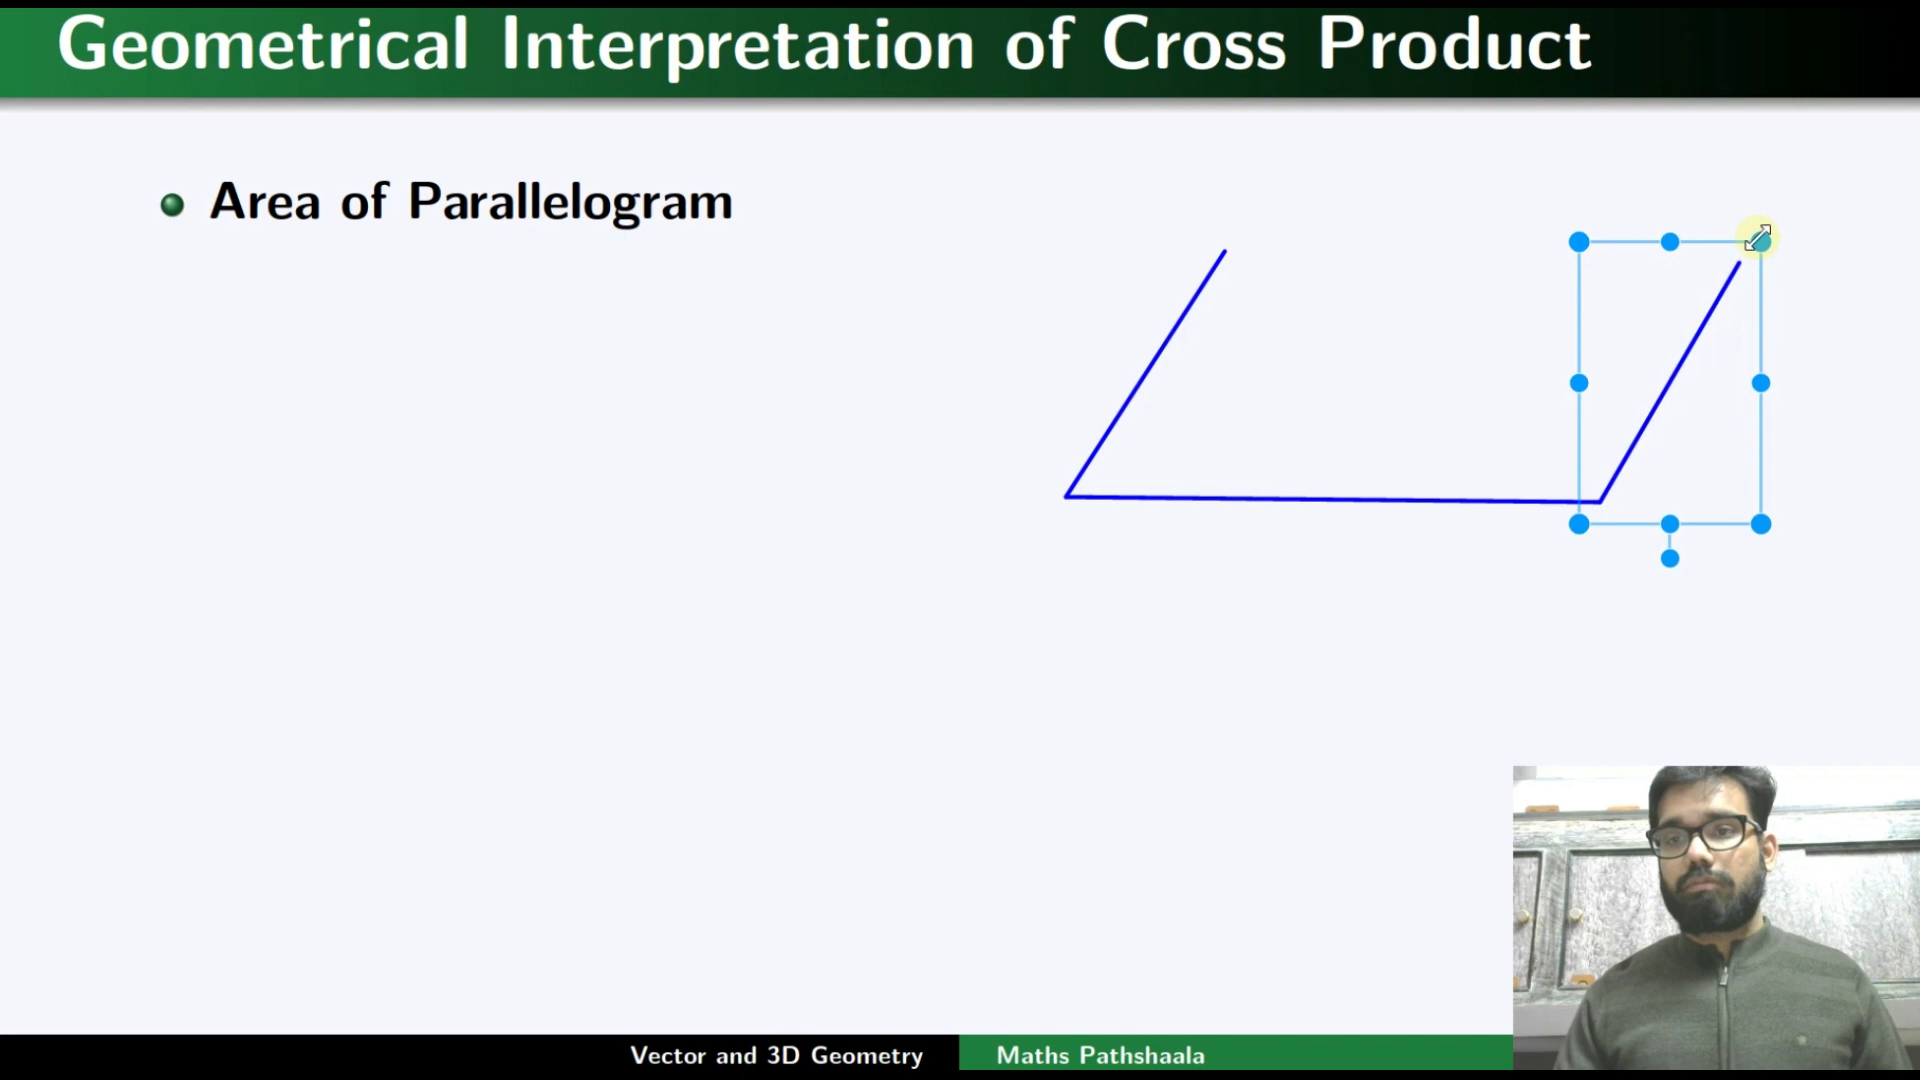 Geometrical Interpretation of Cross Product
Area of Parallelogram
Vector and 3D Geometry
Maths Pathshaala